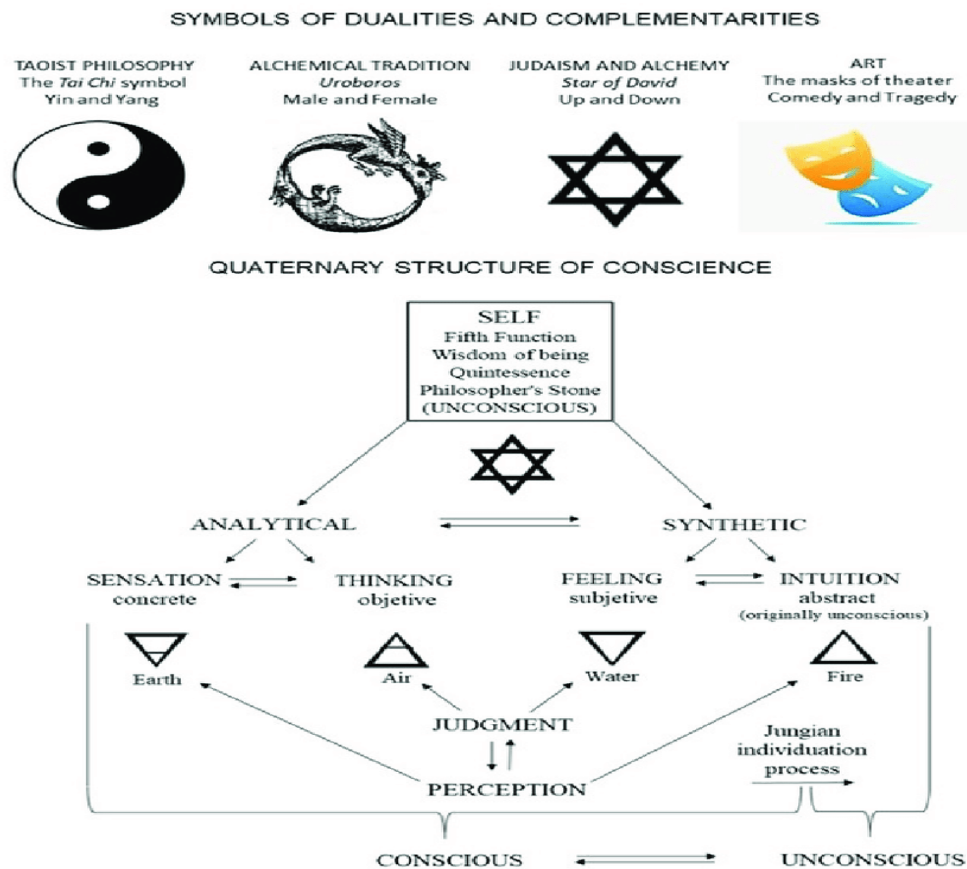 SYMBOLS OF DUALITIES AND COMPLEMENTARITIES
TAOIST PHILOSOPHY
The Tai Chi symbol
Yin and Yang
ALCHEMICAL TRADITION
Uroboros
Male and Female
JUDAISM AND ALCHEMY
Star of David
Up and Down
ART
The masks of theater
Comedy and Tragedy
QUATERNARY STRUCTURE OF CONSCIENCE
SELF
Fifth Function
Wisdom of being
Quintessence
Philosopher's Stone
(UNCONSCIOUS)
ANALYTICAL
SYNTHETIC
SENSATION
concrete
THINKING
objetive
FEELING
subjetive
INTUITION
abstract
(originally unconscious)
Earth
Air
Water
Fire
JUDGMENT
PERCEPTION
Jungian
individuation
process
CONSCIOUS
UNCONSCIOUS